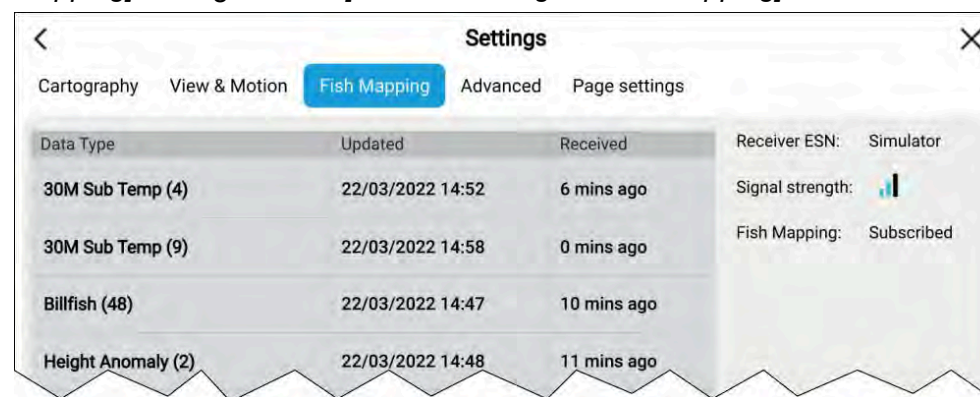 Settings
Cartography View & Motion Fish Mapping Advanced Page settings
Data Type Updated Received
30M Sub Temp (4) 22/03/2022 14:52 6 mins ago
30M Sub Temp (9) 22/03/2022 14:58 0 mins ago
Billfish (48) 22/03/2022 14:47 10 mins ago
Height Anomaly (2) 22/03/2022 14:48 11 mins ago
Receiver ESN: Simulator
Signal strength:
Fish Mapping: Subscribed